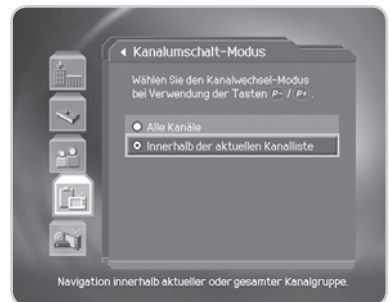 Kanalumschalt-Modus
Wählen Sie den Kanalwechsel-Modus
bei Verwendung der Tasten P- / P+ .
Alle Kanäle
Innerhalb der aktuellen Kanalliste
Navigation innerhalb aktueller oder gesamter Kanalgruppe.